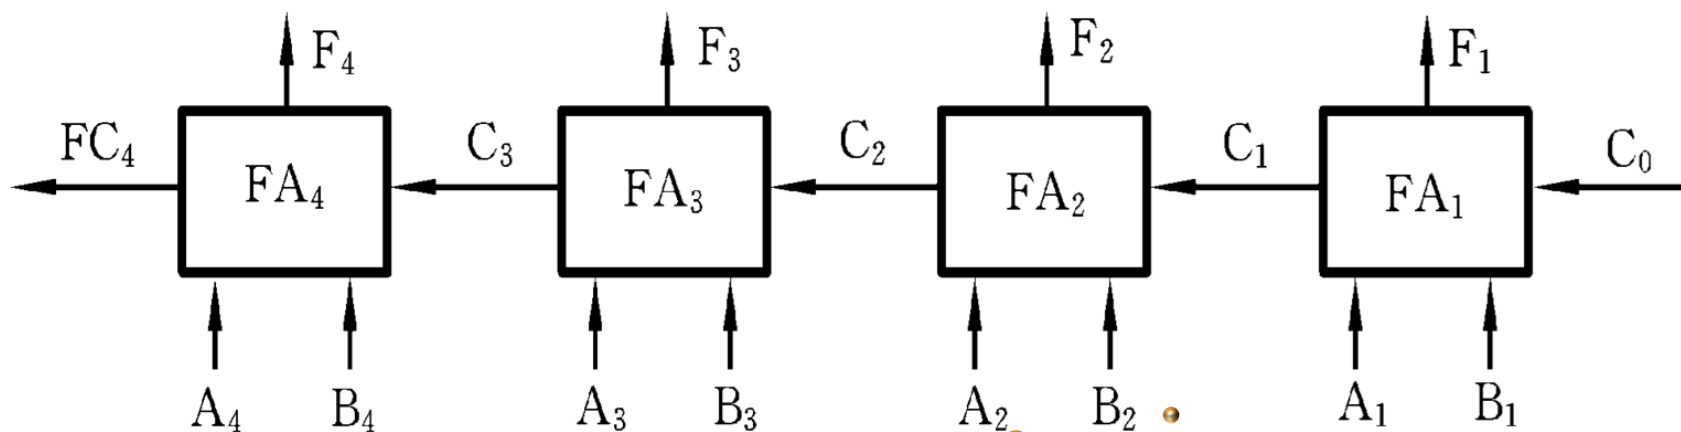 F₄ F₃ F₂ F₁
FC₄ C₃ C₂ C₁ C₀
FA₄ FA₃ FA₂ FA₁
A₄ B₄ A₃ B₃ A₂ B₂ A₁ B₁